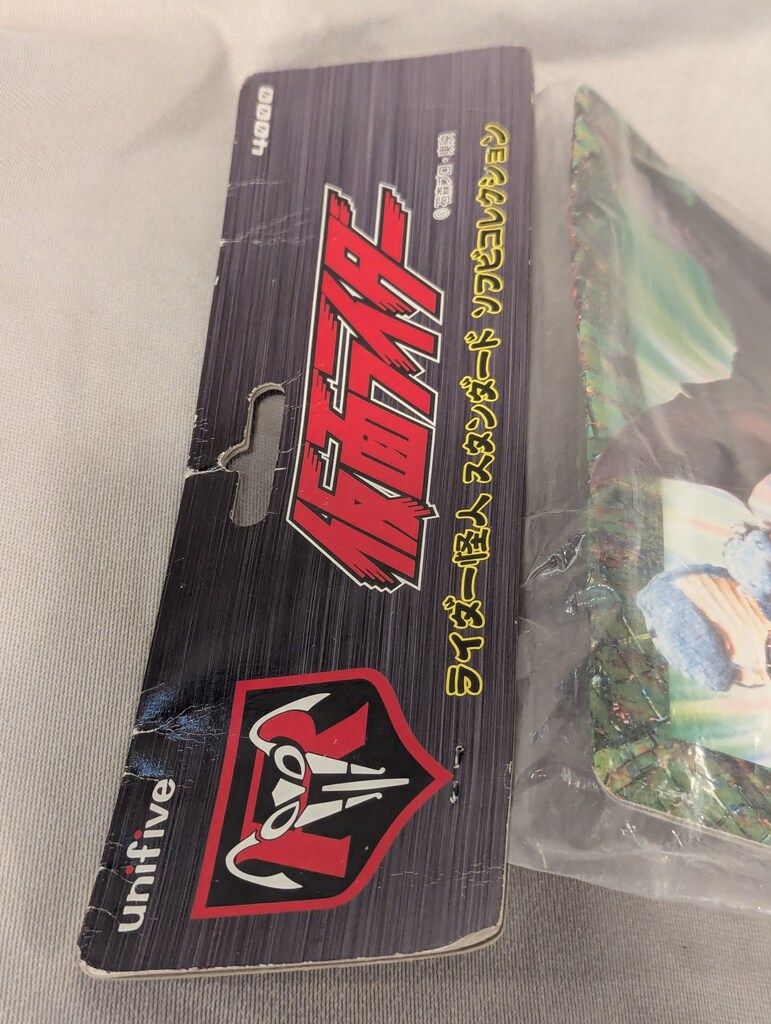 unifive
4000
仮面ライダー
©石森プロ・東映
ライダー怪人 スタンダード ソフビコレクション